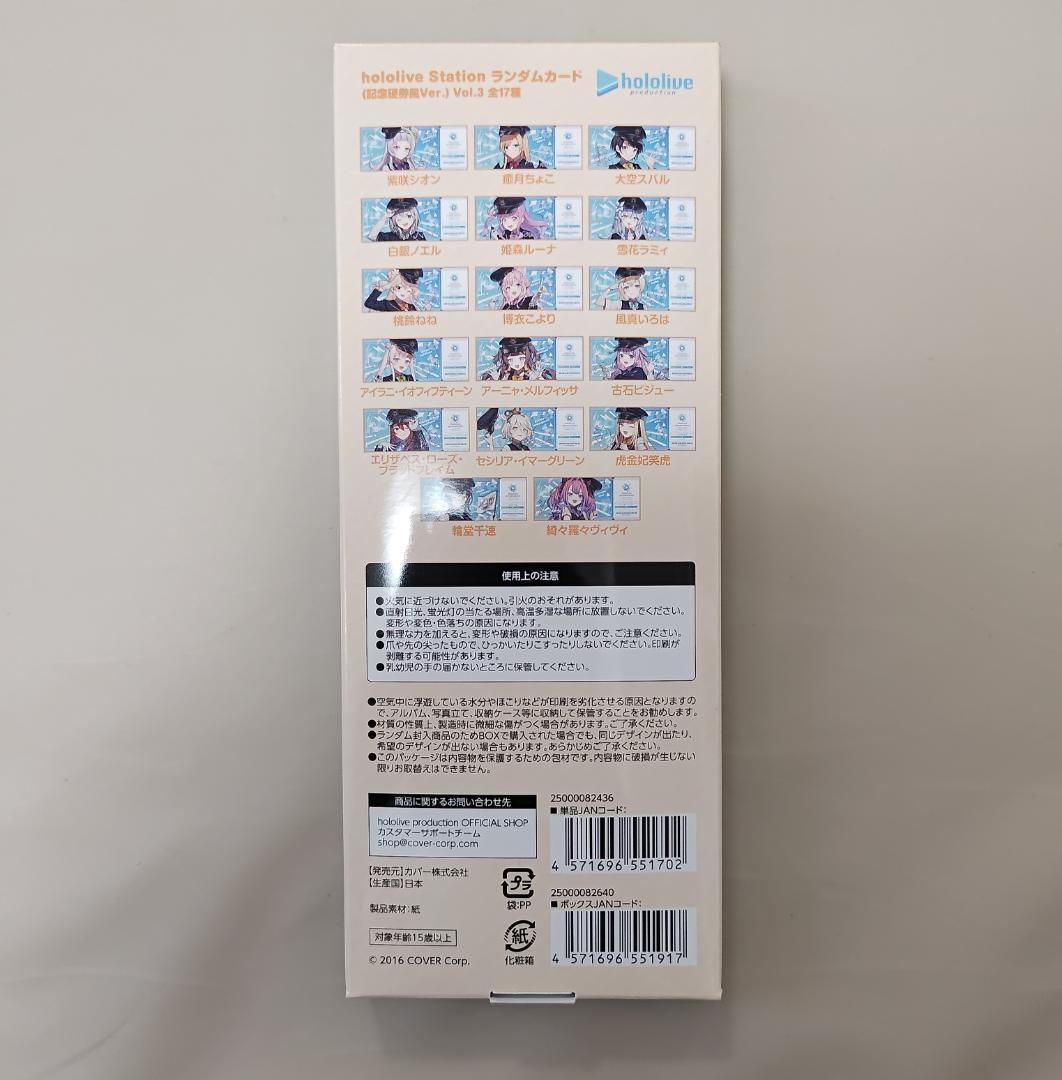 hololive Station ランダムカード
(記念硬券風Ver.) Vol.3 全17種
hololive
production
紫咲シオン
癒月ちょこ
大空スバル
白銀ノエル
姫森ルーナ
雪花ラミィ
桃鈴ねね
博衣こより
風真いろは
アイラニ・イオフィフティーン
アーニャ・メルフィッサ
古石ビジュー
エリザベス・ローズ・
ブラッドフレイム
セシリア・イマーグリーン
虎金妃笑虎
輪堂千速
綺々羅々ヴィヴィ
使用上の注意
●火気に近づけないでください。引火のおそれがあります。
●直射日光、蛍光灯の当たる場所、高温多湿な場所に放置しないでください。
変形や変色・色落ちの原因になります。
●無理な力を加えると、変形や破損の原因になりますので、ご注意ください。
●爪や先の尖ったもので、ひっかいたりこすったりしないでください。印刷が
剥離する可能性があります。
●乳幼児の手の届かないところに保管してください。
●空気中に浮遊している水分やほこりなどが印刷を劣化させる原因となりますの
で、アルバム、写真立て、収納ケース等に収納して保管することをお勧めします。
●材質の性質上、製造時に微細な傷がつく場合があります。ご了承ください。
●ランダム封入商品のためBOXで購入された場合でも、同じデザインが出たり、
希望のデザインが出ない場合もあります。あらかじめご了承ください。
●このパッケージは内容物を保護するための包材です。内容物に破損が生じない
限りお取替えはできません。
商品に関するお問い合わせ先
hololive production OFFICIAL SHOP
カスタマーサポートチーム
shop@cover-corp.com
【発売元】カバー株式会社
【生産国】日本
製品素材：紙
対象年齢15歳以上
© 2016 COVER Corp.
プラ
袋:PP
紙
化粧箱
25000082436
■ 単品JANコード:
4 571696 551702
25000082640
■ ボックスJANコード:
4 571696 551917